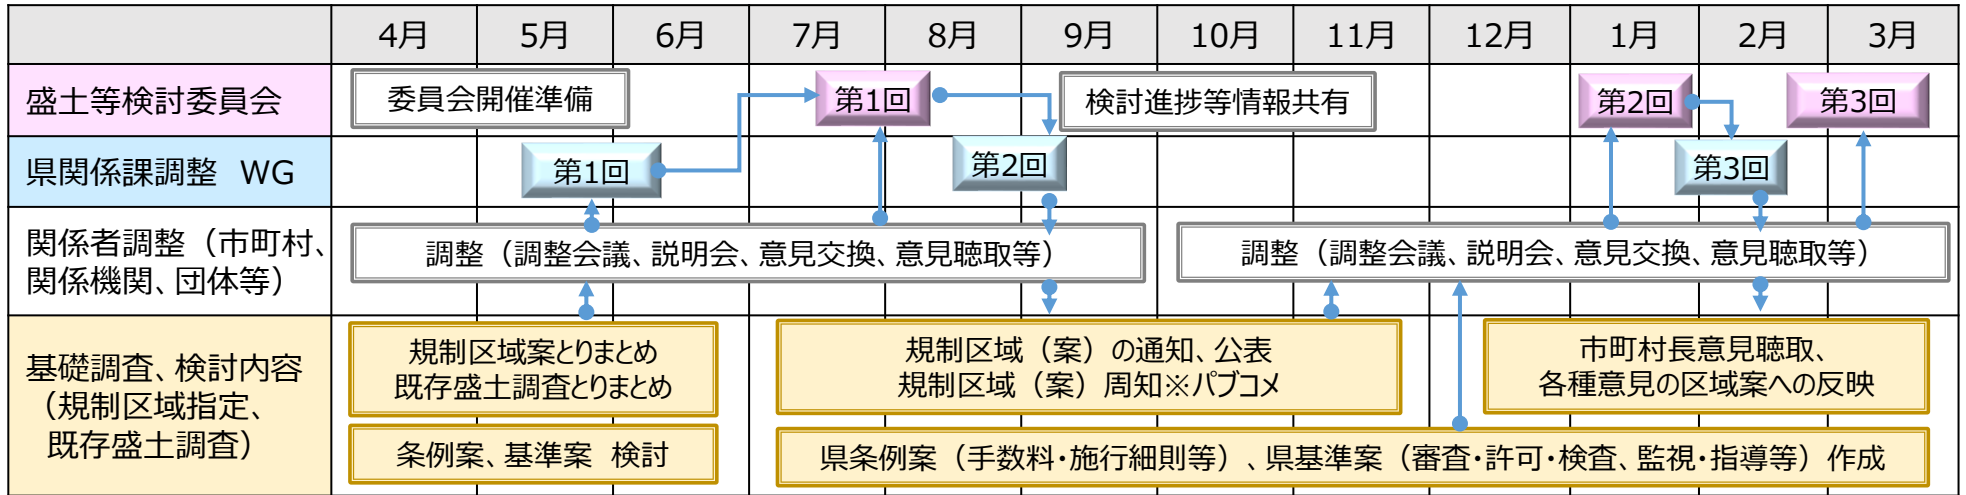 4月 5月 6月 7月 8月 9月 10月 11月 12月 1月 2月 3月
盛土等検討委員会
委員会開催準備
第1回
検討進捗等情報共有
第2回
第3回
県関係課調整　WG
第1回
第2回
第3回
関係者調整（市町村、
関係機関、団体等）
調整（調整会議、説明会、意見交換、意見聴取等）
調整（調整会議、説明会、意見交換、意見聴取等）
基礎調査、検討内容
（規制区域指定、
既存盛土調査）
規制区域案とりまとめ
既存盛土調査とりまとめ
規制区域（案）の通知、公表
規制区域（案）周知※パブコメ
市町村長意見聴取、
各種意見の区域案への反映
条例案、基準案 検討
県条例案（手数料・施行細則等）、県基準案（審査・許可・検査、監視・指導等）作成